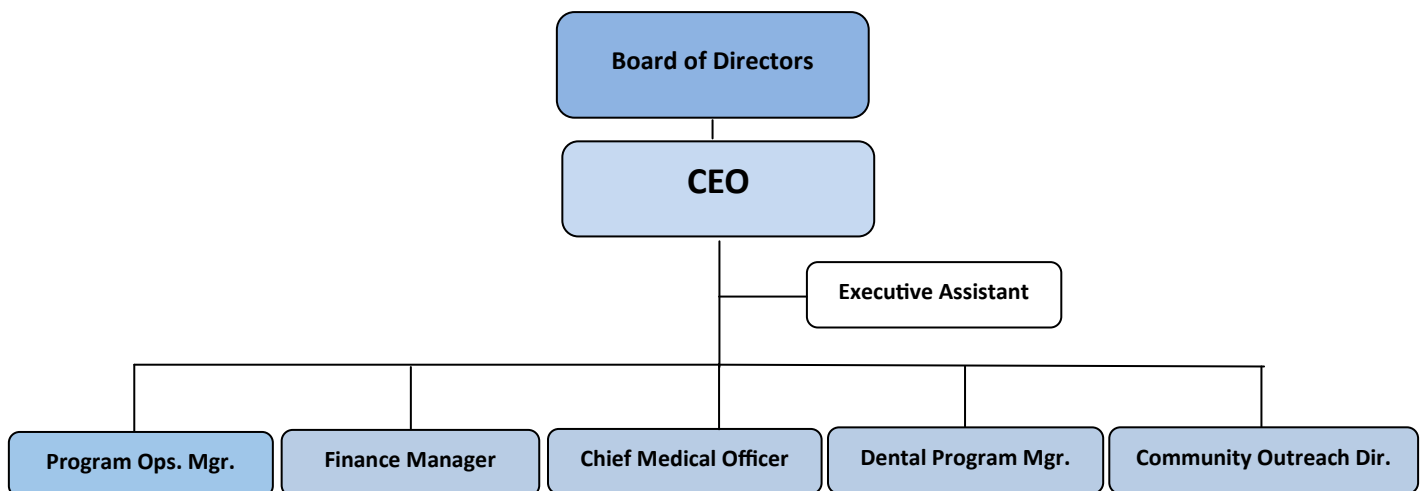 Board of Directors
CEO
Executive Assistant
Program Ops. Mgr.
Finance Manager
Chief Medical Officer
Dental Program Mgr.
Community Outreach Dir.